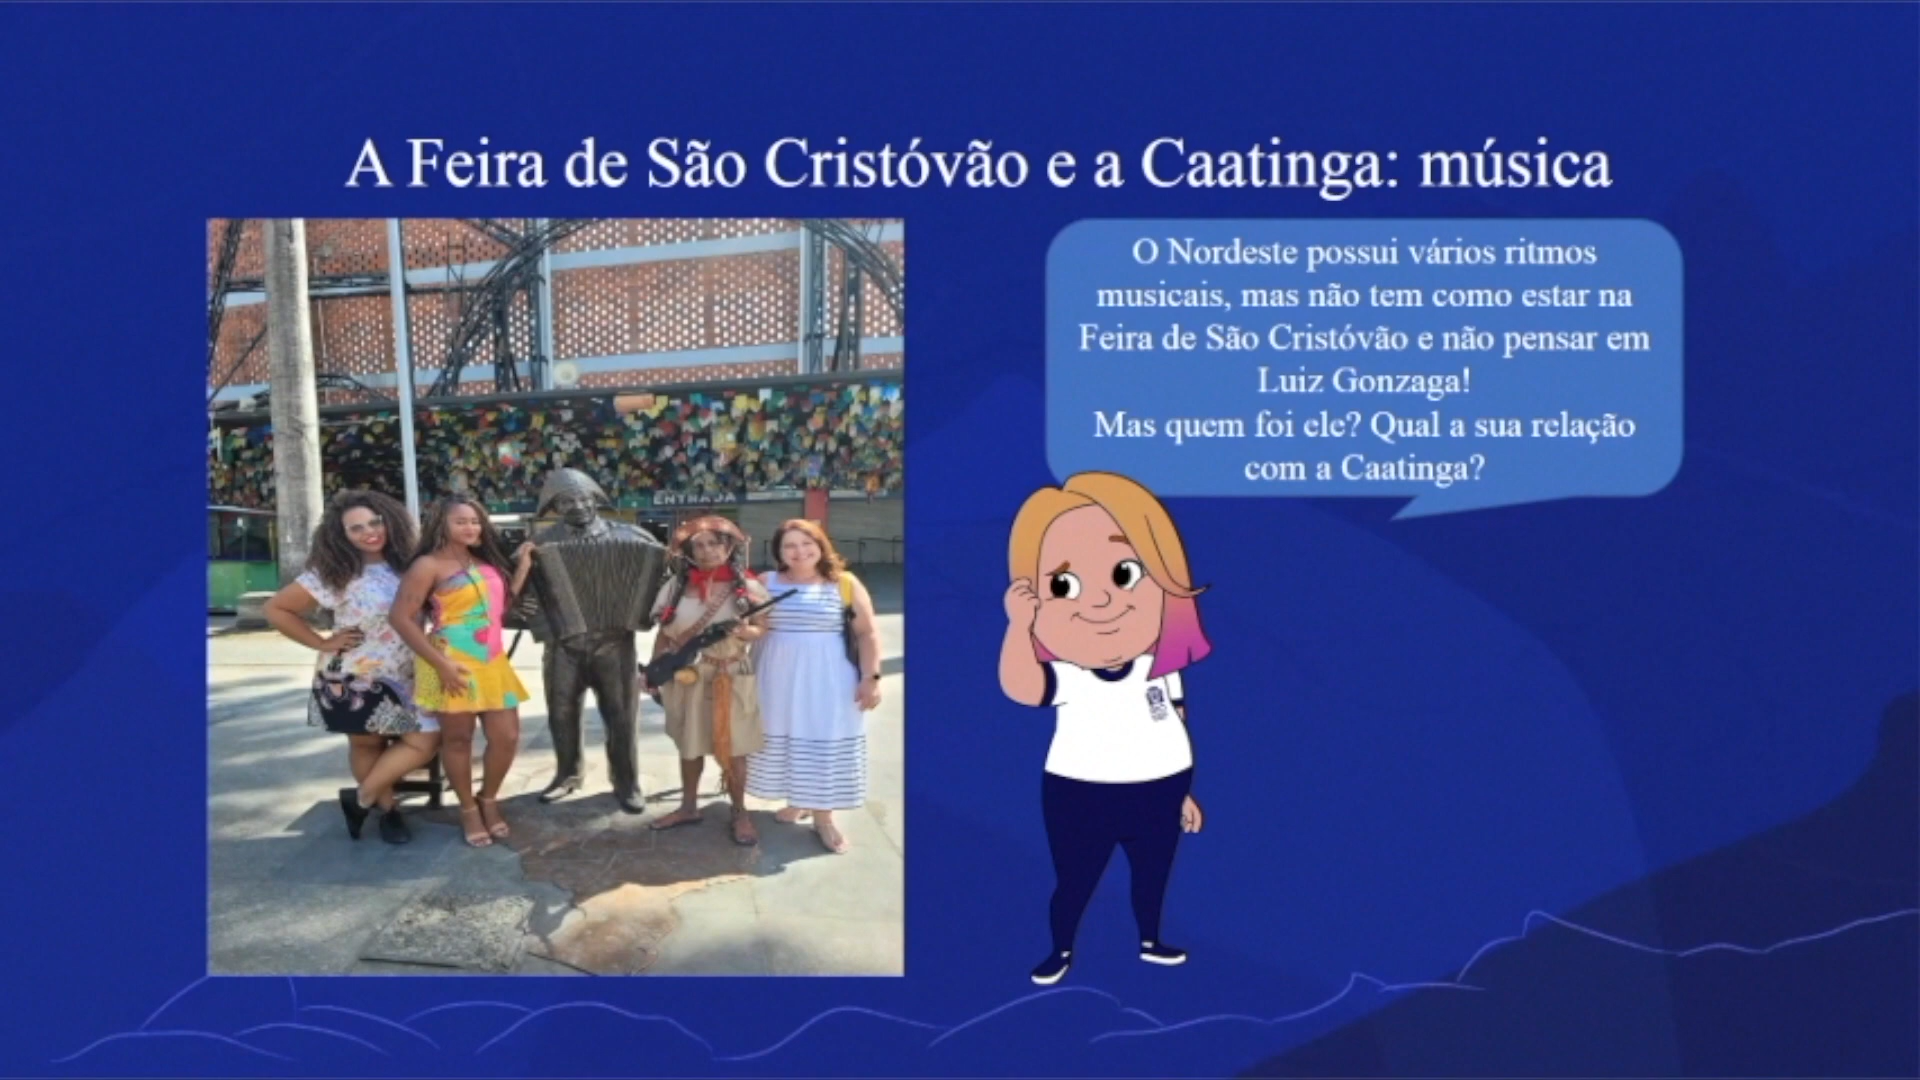 A Feira de São Cristóvão e a Caatinga: música
O Nordeste possui vários ritmos
musicais, mas não tem como estar na
Feira de São Cristóvão e não pensar em
Luiz Gonzaga!
Mas quem foi ele? Qual a sua relação
com a Caatinga?
ENTRADA